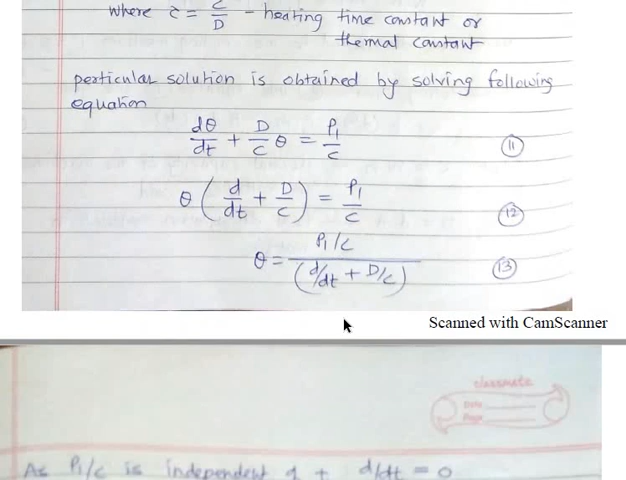 where τ = C/D - heating time constant or
thermal constant
perticular solution is obtained by solving following
equation
dθ/dt + D/C θ = P1/C (11)
θ ( d/dt + D/C ) = P1/C (12)
θ = P1/C / ( d/dt + D/C ) (13)
Scanned with CamScanner
classmate
Date
Page
As P1/C is independent of t d/dt = 0